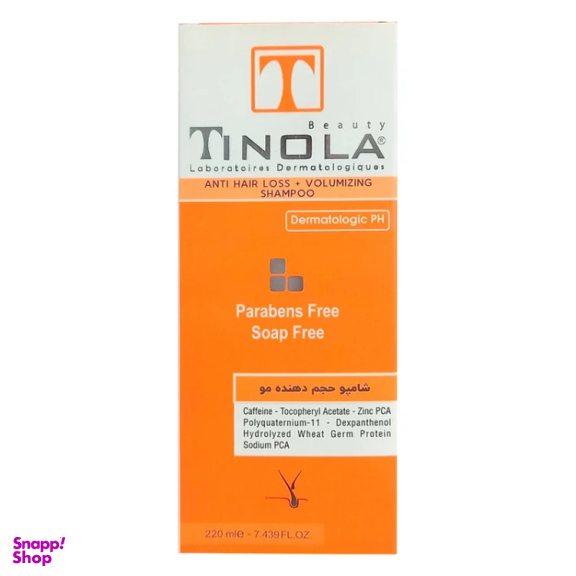 T
Beauty
TINOLA®
Laboratoires Dermatologiques
ANTI HAIR LOSS + VOLUMIZING
SHAMPOO
Dermatologic PH
Parabens Free
Soap Free
شامپو حجم دهنده مو
Caffeine - Tocopheryl Acetate - Zinc PCA
Polyquaternium-11 - Dexpanthenol
Hydrolyzed Wheat Germ Protein
Sodium PCA
220 mle - 7.439 FL.OZ.
Snapp!
Shop